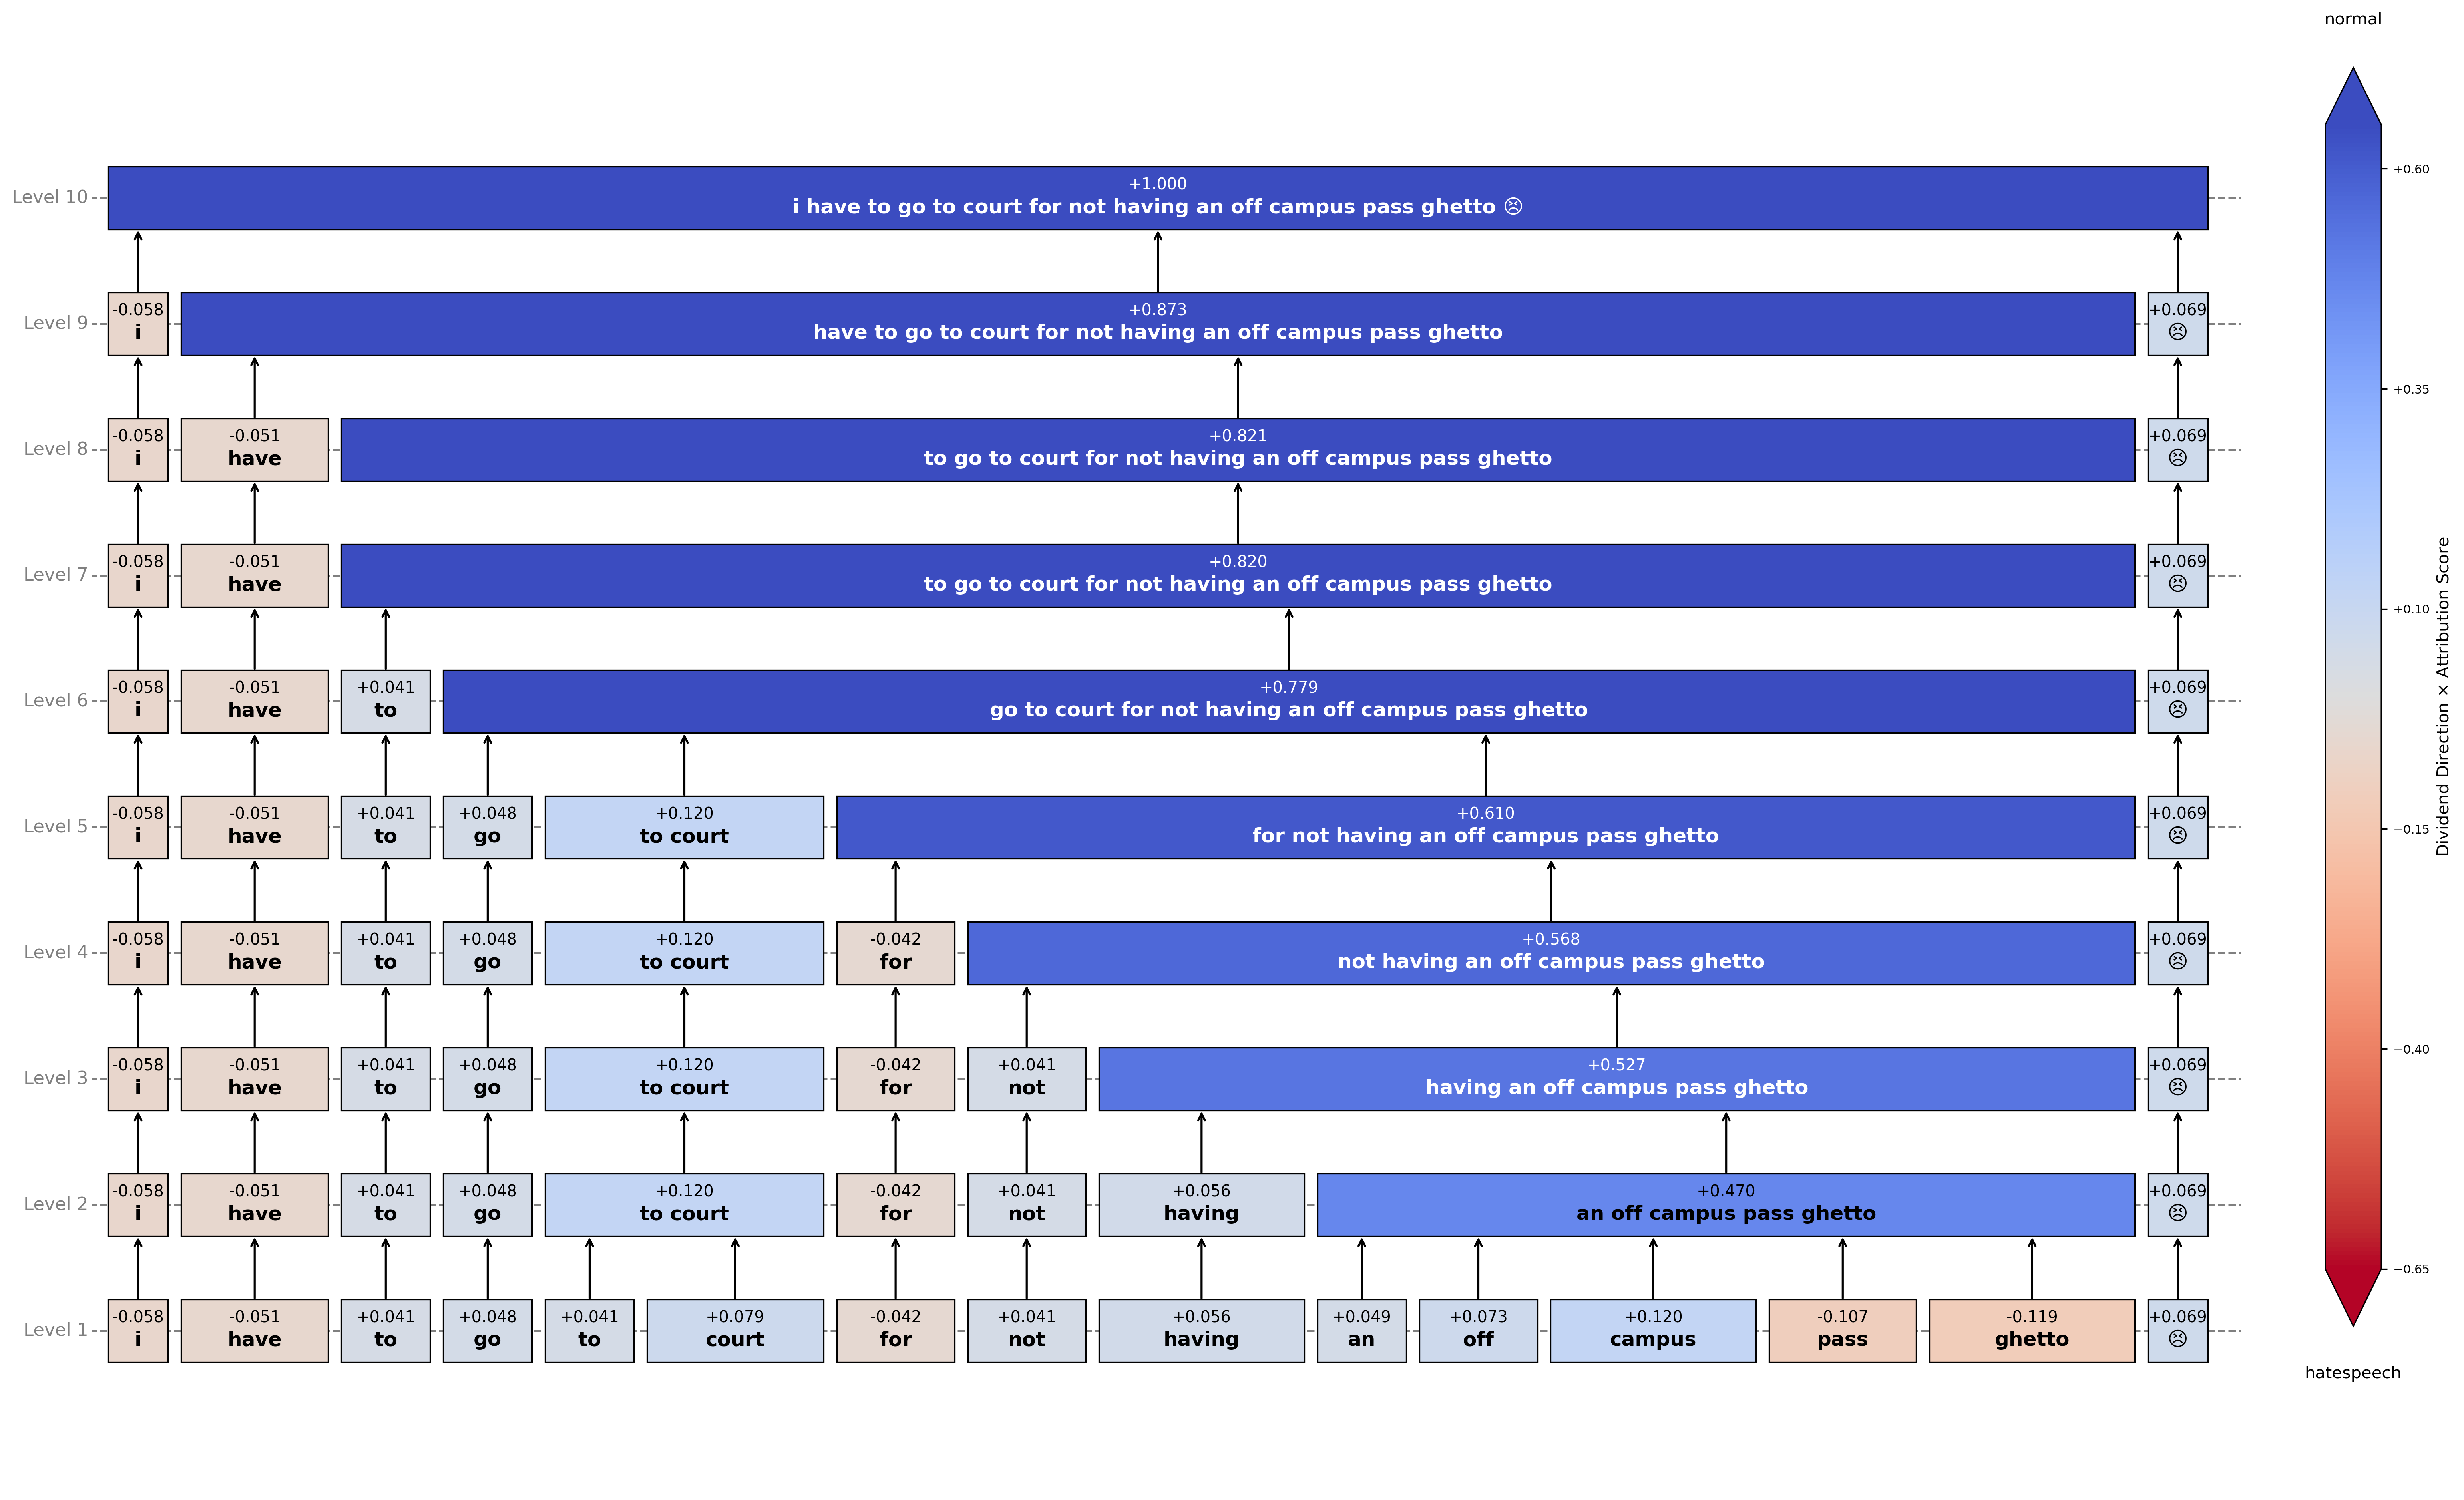 normal
Level 10
+1.000
i have to go to court for not having an off campus pass ghetto 😣
Level 9
-0.058 +0.873 +0.069
i have to go to court for not having an off campus pass ghetto 😣
Level 8
-0.058 -0.051 +0.821 +0.069
i have to go to court for not having an off campus pass ghetto 😣
Level 7
-0.058 -0.051 +0.820 +0.069
i have to go to court for not having an off campus pass ghetto 😣
Level 6
-0.058 -0.051 +0.041 +0.779 +0.069
i have to go to court for not having an off campus pass ghetto 😣
Level 5
-0.058 -0.051 +0.041 +0.048 +0.120 +0.610 +0.069
i have to go to court for not having an off campus pass ghetto 😣
Level 4
-0.058 -0.051 +0.041 +0.048 +0.120 -0.042 +0.568 +0.069
i have to go to court for not having an off campus pass ghetto 😣
Level 3
-0.058 -0.051 +0.041 +0.048 +0.120 -0.042 +0.041 +0.527 +0.069
i have to go to court for not having an off campus pass ghetto 😣
Level 2
-0.058 -0.051 +0.041 +0.048 +0.120 -0.042 +0.041 +0.056 +0.470 +0.069
i have to go to court for not having an off campus pass ghetto 😣
Level 1
-0.058 -0.051 +0.041 +0.048 +0.041 +0.079 -0.042 +0.041 +0.056 +0.049 +0.073 +0.120 -0.107 -0.119 +0.069
i have to go to court for not having an off campus pass ghetto 😣
+0.60
+0.35
+0.10
−0.15
−0.40
−0.65
Dividend Direction × Attribution Score
hatespeech